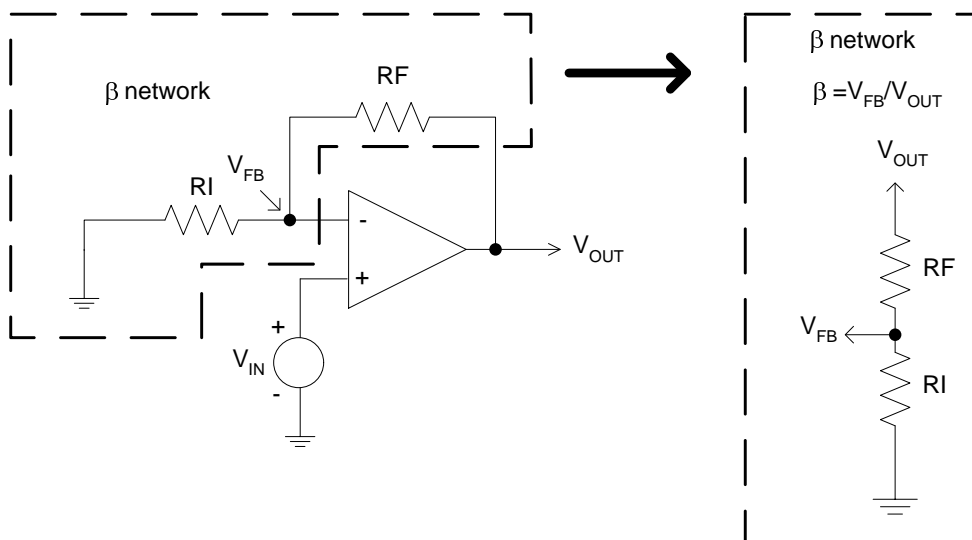 β network
RF
V_FB
RI
-
+
V_OUT
+
V_IN
-
β network
β =V_FB/V_OUT
V_OUT
RF
V_FB
RI